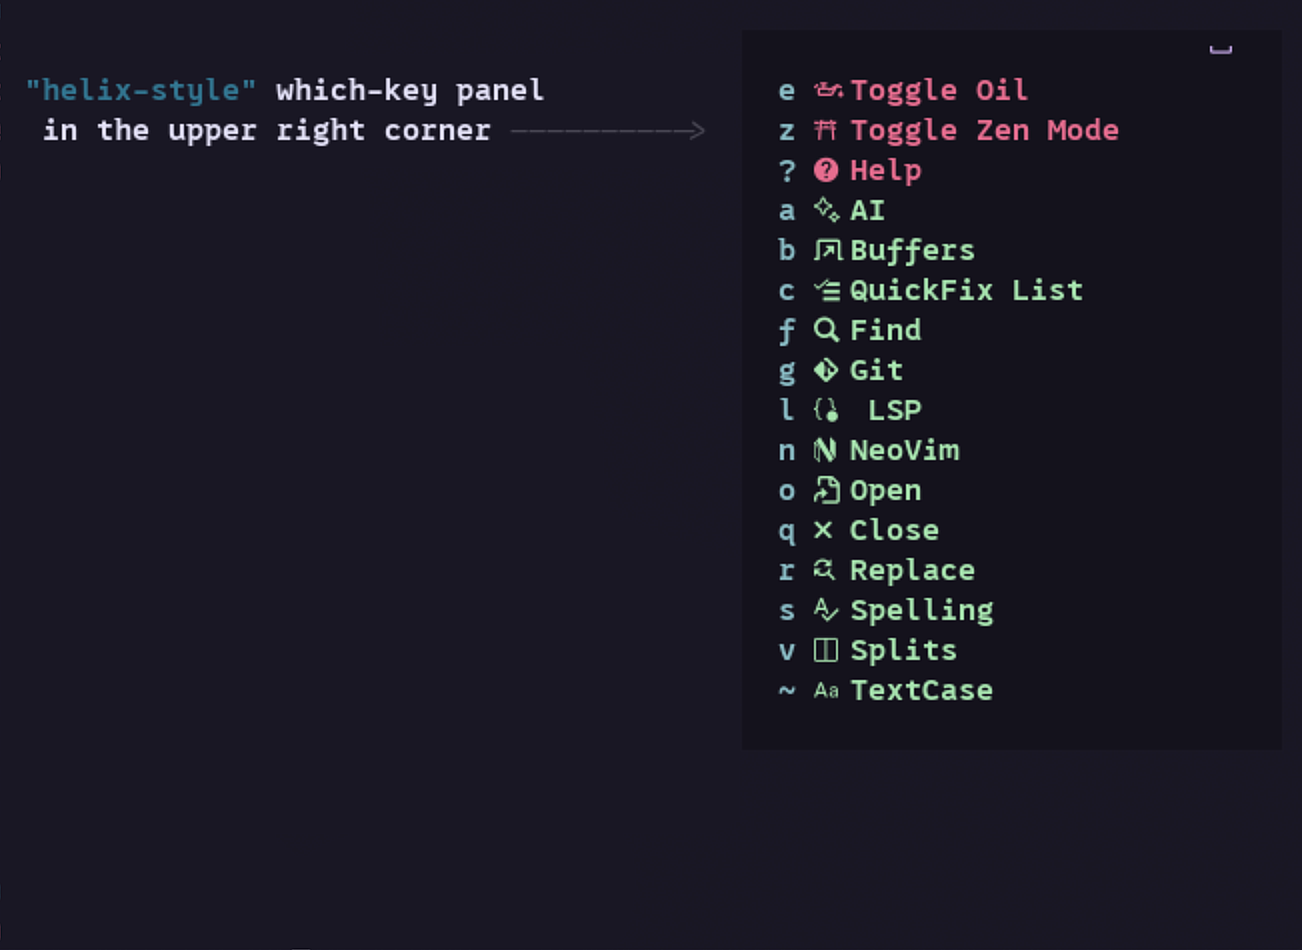 "helix-style" which-key panel
in the upper right corner ──────────>
e Toggle Oil
z Toggle Zen Mode
? Help
a AI
b Buffers
c QuickFix List
f Find
g Git
l LSP
n NeoVim
o Open
q Close
r Replace
s Spelling
v Splits
~ Aa TextCase